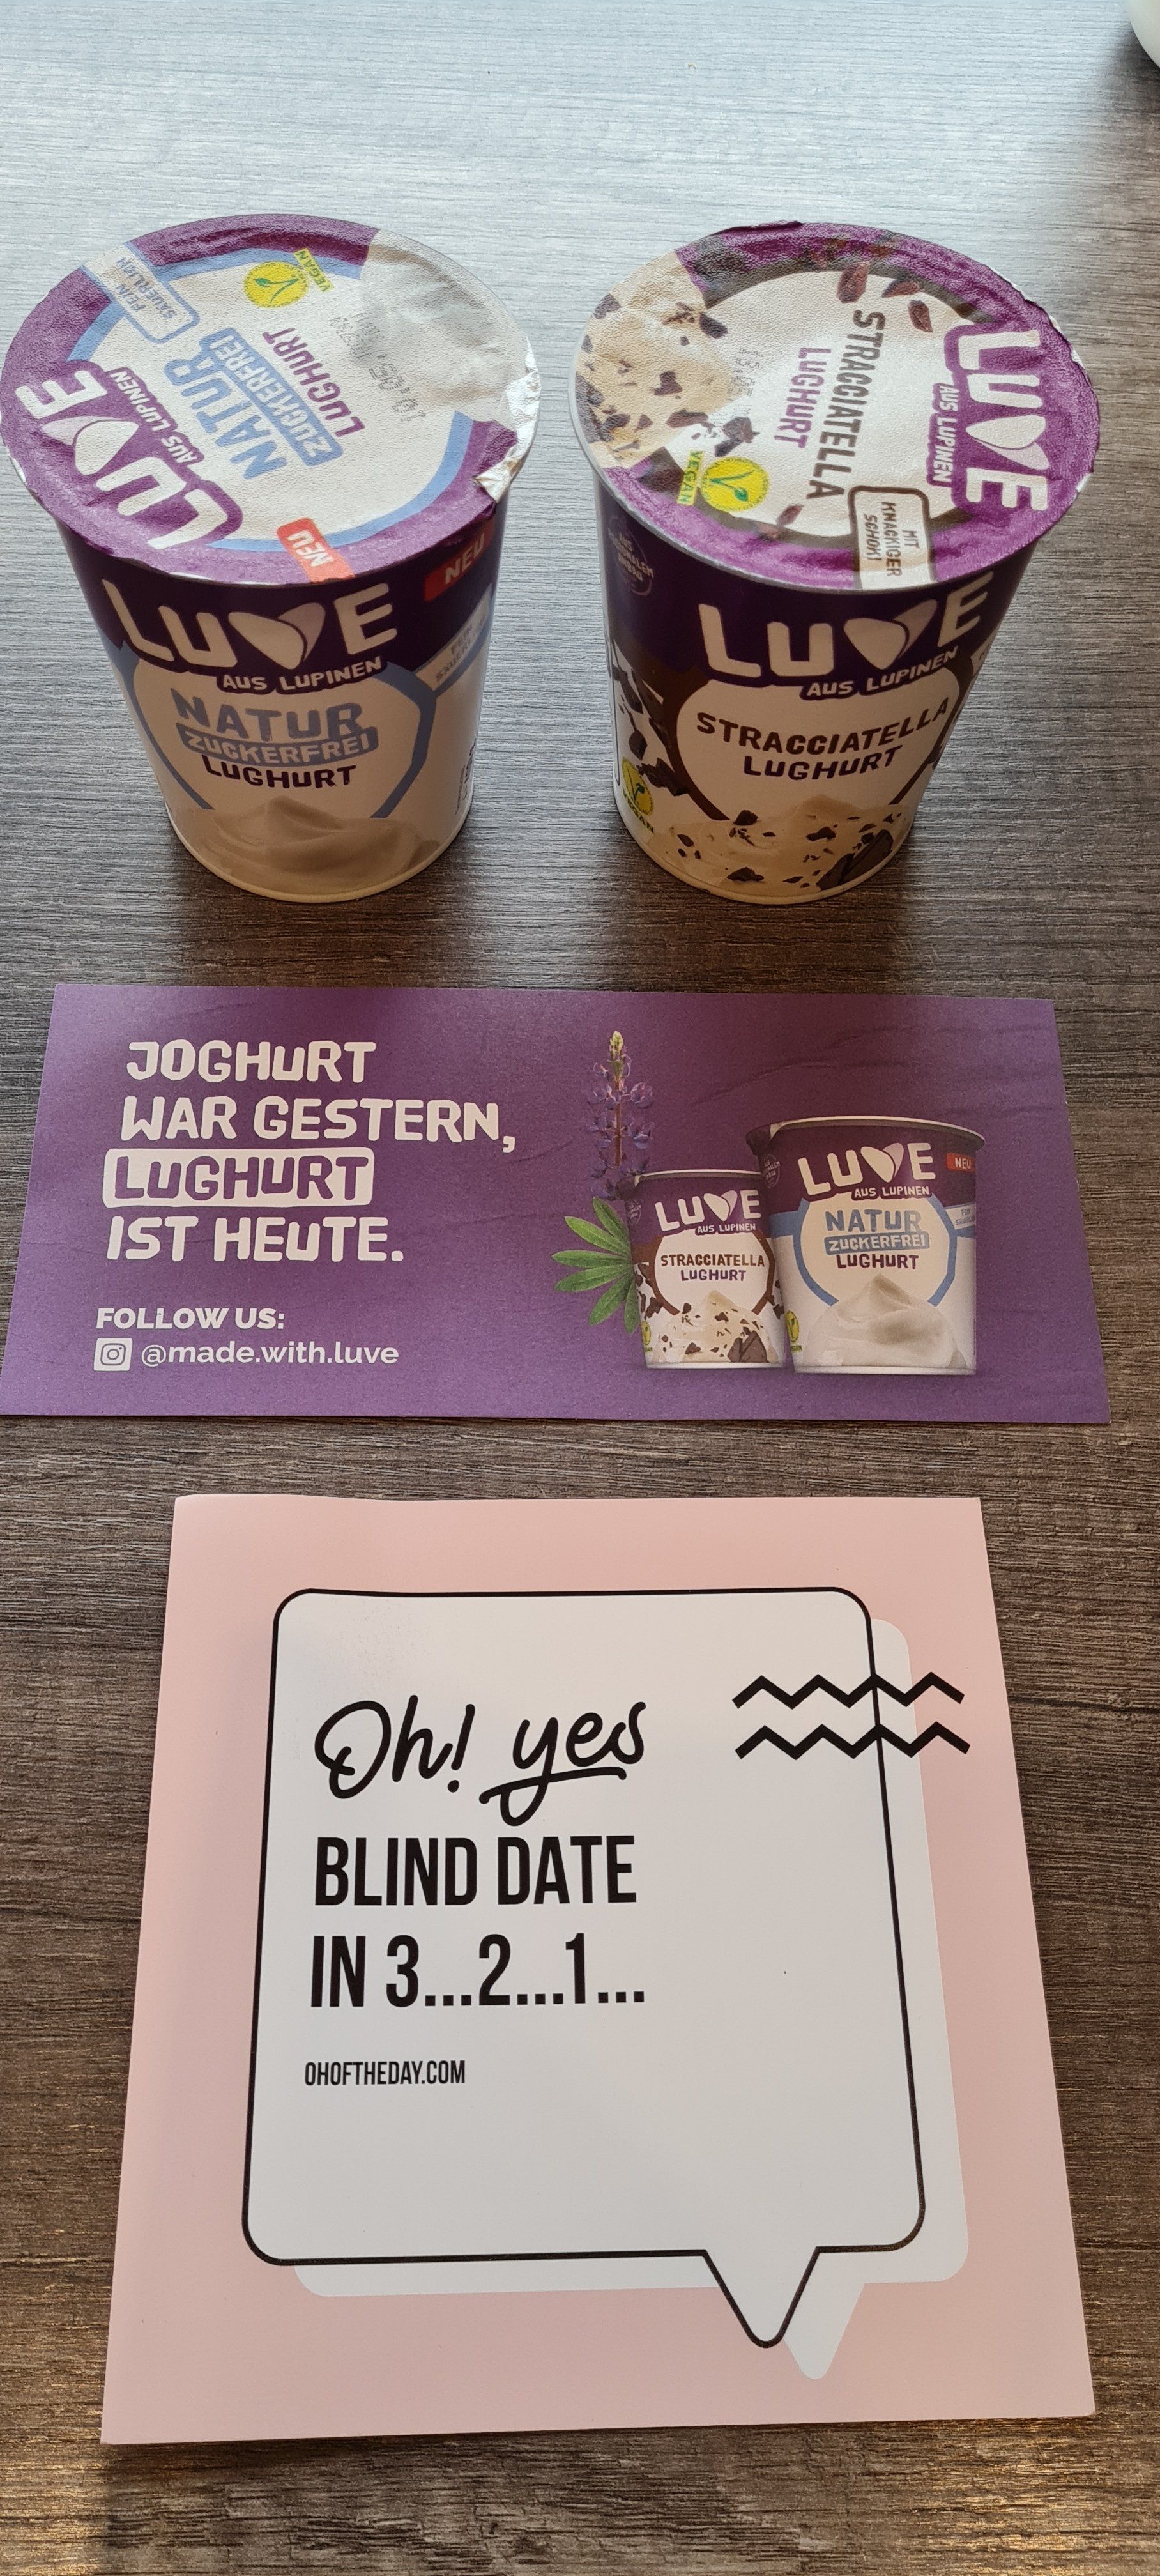 FEIN
SÄUERLICH
VEGAN
LUVE
AUS LUPINEN
NATUR
ZUCKERFREI
LUGHURT
NEU
LUVE
AUS LUPINEN
STRACCIATELLA
LUGHURT
VEGAN
MIT
KNACKIGER
SCHOKI
NEU
LUVE
AUS LUPINEN
NATUR
ZUCKERFREI
LUGHURT
LUVE
AUS LUPINEN
STRACCIATELLA
LUGHURT
VEGAN
JOGHURT
WAR GESTERN,
LUGHURT
IST HEUTE.
FOLLOW US:
@made.with.luve
LUVE
AUS LUPINEN
STRACCIATELLA
LUGHURT
LUVE
NEU
AUS LUPINEN
NATUR
ZUCKERFREI
LUGHURT
Oh! yes
BLIND DATE
IN 3...2...1...
OHOFTHEDAY.COM